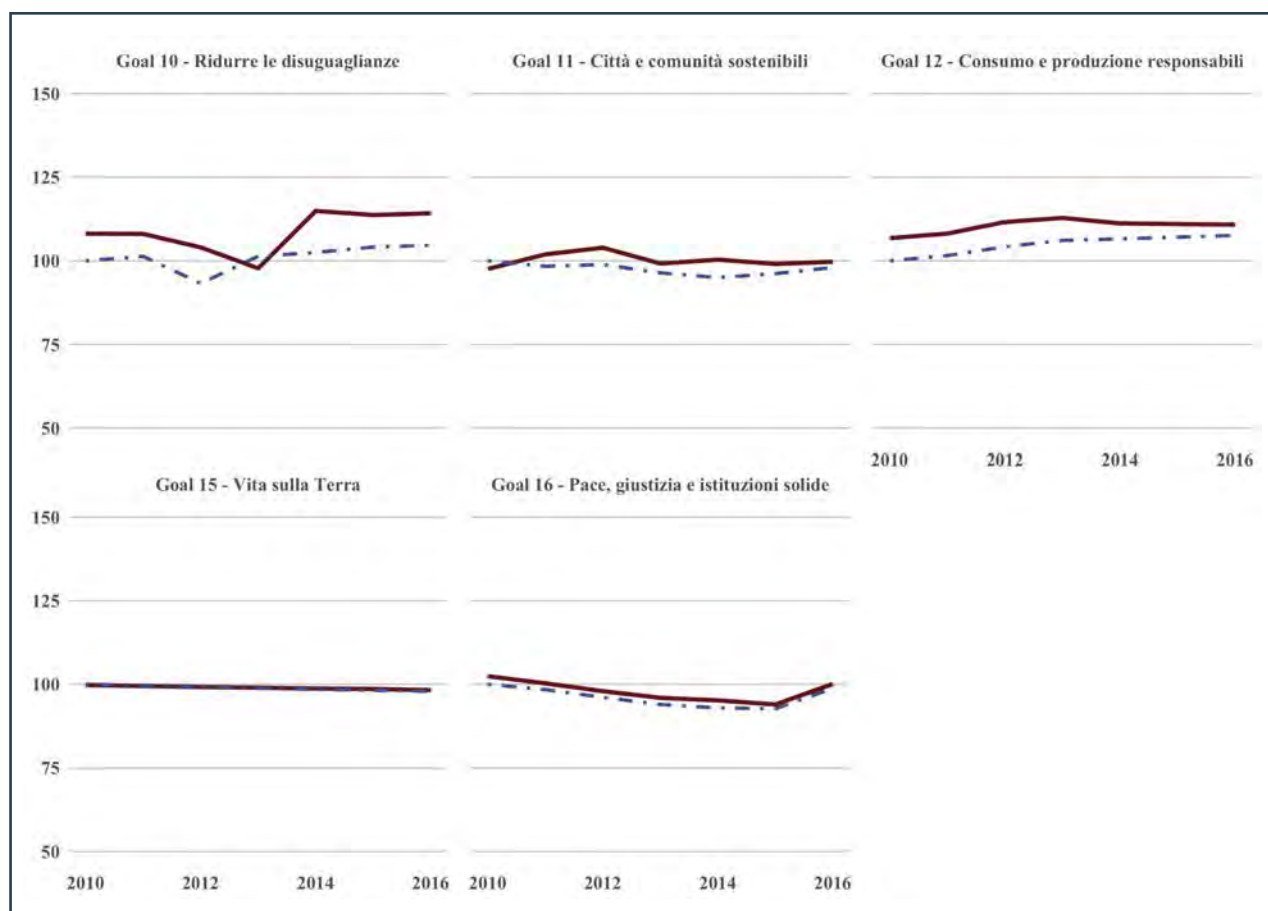 Goal 10 - Ridurre le disuguaglianze
Goal 11 - Città e comunità sostenibili
Goal 12 - Consumo e produzione responsabili
150
125
100
75
50
2010 2012 2014 2016
Goal 15 - Vita sulla Terra
Goal 16 - Pace, giustizia e istituzioni solide
150
125
100
75
50
2010 2012 2014 2016
2010 2012 2014 2016